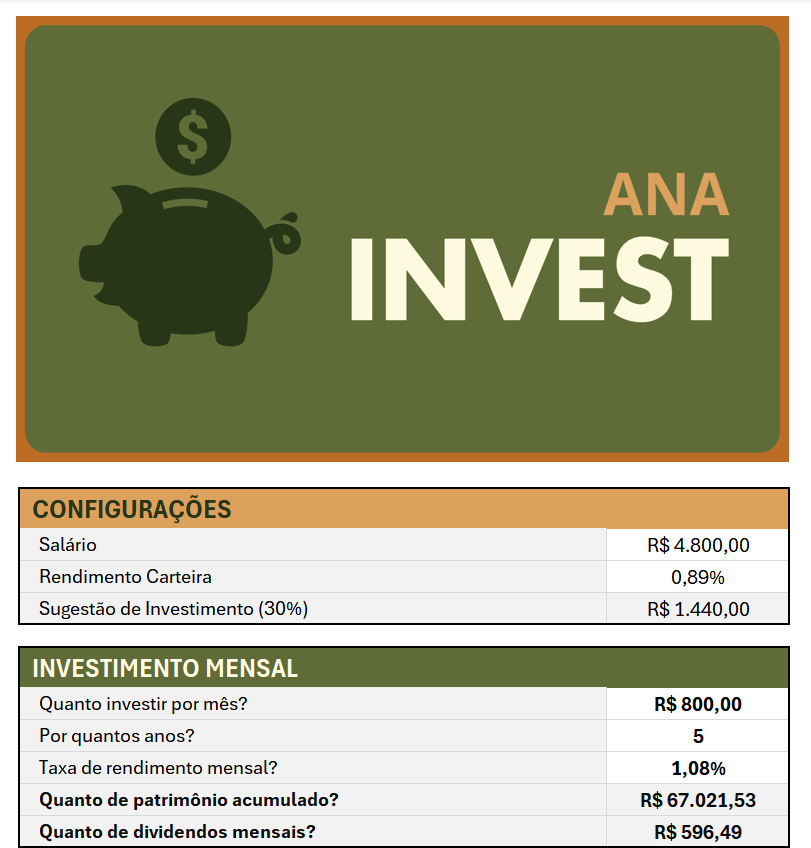 $
ANA
INVEST
CONFIGURAÇÕES
Salário R$ 4.800,00
Rendimento Carteira 0,89%
Sugestão de Investimento (30%) R$ 1.440,00
INVESTIMENTO MENSAL
Quanto investir por mês? R$ 800,00
Por quantos anos? 5
Taxa de rendimento mensal? 1,08%
Quanto de patrimônio acumulado? R$ 67.021,53
Quanto de dividendos mensais? R$ 596,49